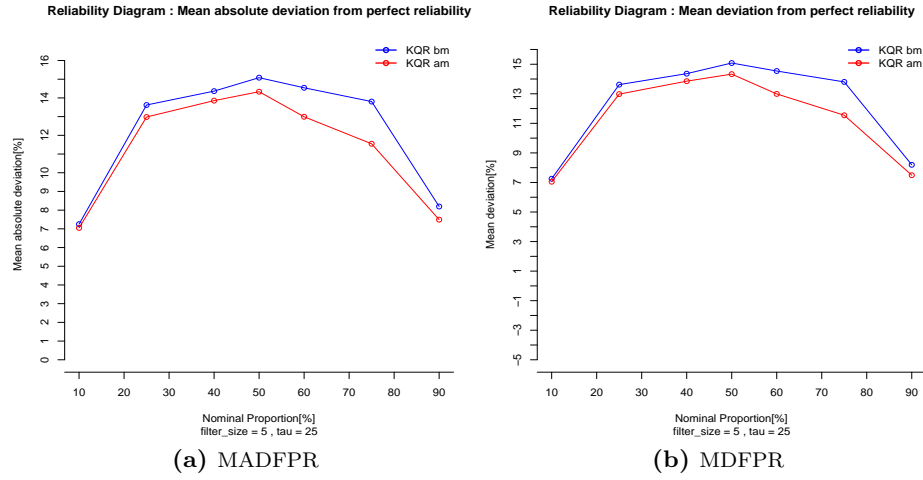 Reliability Diagram : Mean absolute deviation from perfect reliability
KQR bm
KQR am
Mean absolute deviation[%]
16
14
12
10
9
8
7
6
5
4
3
2
1
0
10 20 30 40 50 60 70 80 90
Nominal Proportion[%]
filter_size = 5 , tau = 25
(a) MADFPR
Reliability Diagram : Mean deviation from perfect reliability
KQR bm
KQR am
Mean deviation[%]
15
13
11
9
7
5
3
1
−1
−3
−5
10 20 30 40 50 60 70 80 90
Nominal Proportion[%]
filter_size = 5 , tau = 25
(b) MDFPR